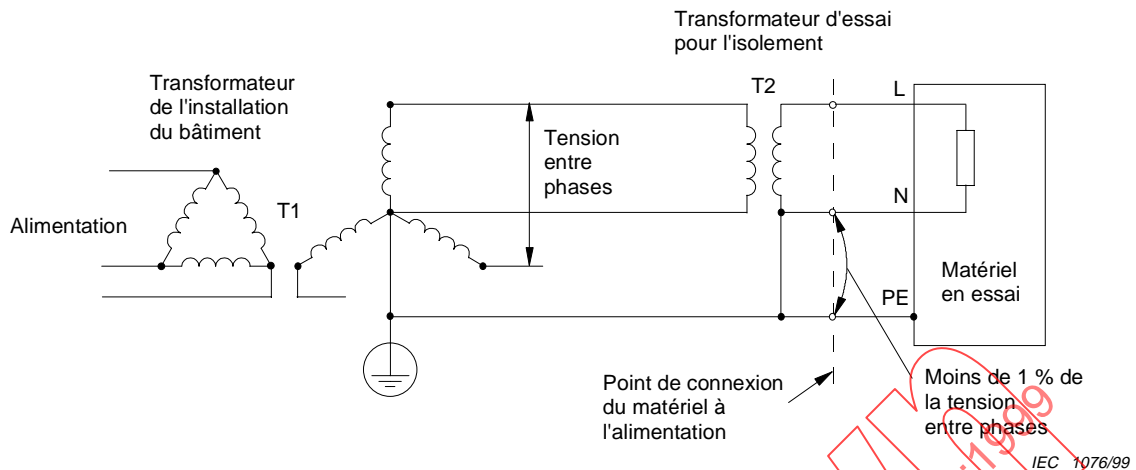 Transformateur d'essai
pour l'isolement
Transformateur
de l'installation
du bâtiment
T2
L
Tension
entre
phases
N
T1
Alimentation
Matériel
en essai
PE
Point de connexion
du matériel à
l'alimentation
Moins de 1 % de
la tension
entre phases
IEC 1076/99